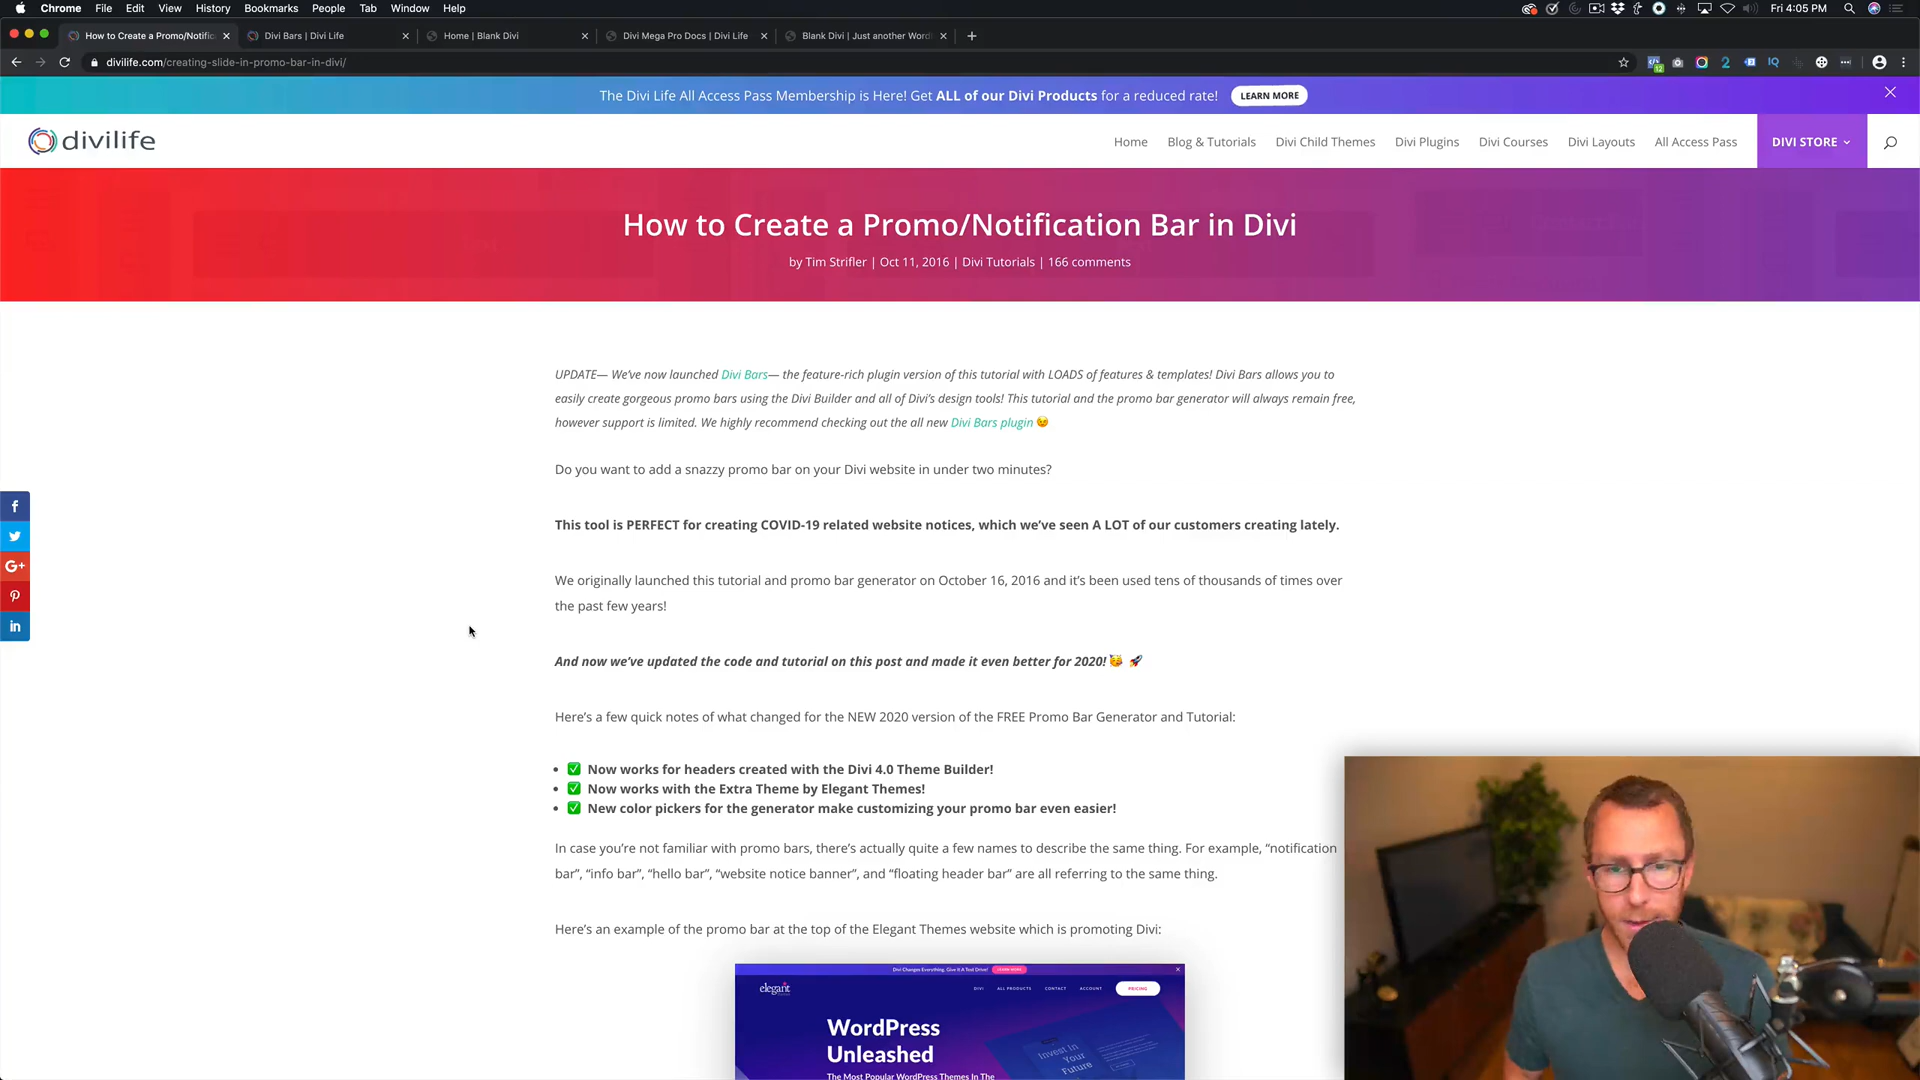 Chrome File Edit View History Bookmarks People Tab Window Help
Fri 4:05 PM
How to Create a Promo/Notific
Divi Bars | Divi Life
Home | Blank Divi
Divi Mega Pro Docs | Divi Life
Blank Divi | Just another Word
divilife.com/creating-slide-in-promo-bar-in-divi/
The Divi Life All Access Pass Membership is Here! Get ALL of our Divi Products for a reduced rate! LEARN MORE
divilife
Home Blog & Tutorials Divi Child Themes Divi Plugins Divi Courses Divi Layouts All Access Pass DIVI STORE
How to Create a Promo/Notification Bar in Divi
by Tim Strifler | Oct 11, 2016 | Divi Tutorials | 166 comments
UPDATE— We've now launched Divi Bars— the feature-rich plugin version of this tutorial with LOADS of features & templates! Divi Bars allows you to
easily create gorgeous promo bars using the Divi Builder and all of Divi's design tools! This tutorial and the promo bar generator will always remain free,
however support is limited. We highly recommend checking out the all new Divi Bars plugin 😉
Do you want to add a snazzy promo bar on your Divi website in under two minutes?
This tool is PERFECT for creating COVID-19 related website notices, which we've seen A LOT of our customers creating lately.
We originally launched this tutorial and promo bar generator on October 16, 2016 and it's been used tens of thousands of times over
the past few years!
And now we've updated the code and tutorial on this post and made it even better for 2020! 🥳 🚀
Here's a few quick notes of what changed for the NEW 2020 version of the FREE Promo Bar Generator and Tutorial:
• ✅ Now works for headers created with the Divi 4.0 Theme Builder!
• ✅ Now works with the Extra Theme by Elegant Themes!
• ✅ New color pickers for the generator make customizing your promo bar even easier!
In case you're not familiar with promo bars, there's actually quite a few names to describe the same thing. For example, "notification
bar", "info bar", "hello bar", "website notice banner", and "floating header bar" are all referring to the same thing.
Here's an example of the promo bar at the top of the Elegant Themes website which is promoting Divi:
Divi Changes Everything. Give It A Test Drive! LEARN MORE
elegant
DIVI ALL PRODUCTS CONTACT ACCOUNT PRICING
WordPress
Unleashed
The Most Popular WordPress Themes In The
Invest In
Your
Future